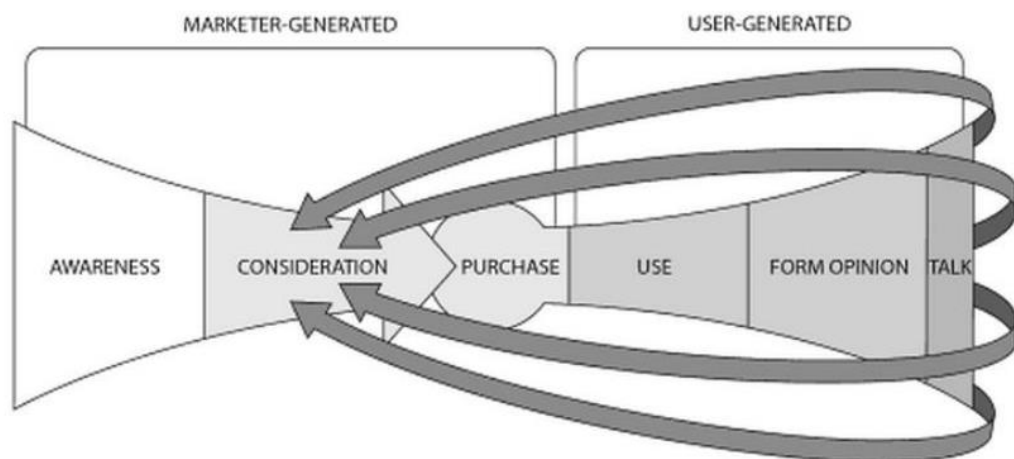 MARKETER-GENERATED
USER-GENERATED
AWARENESS
CONSIDERATION
PURCHASE
USE
FORM OPINION
TALK